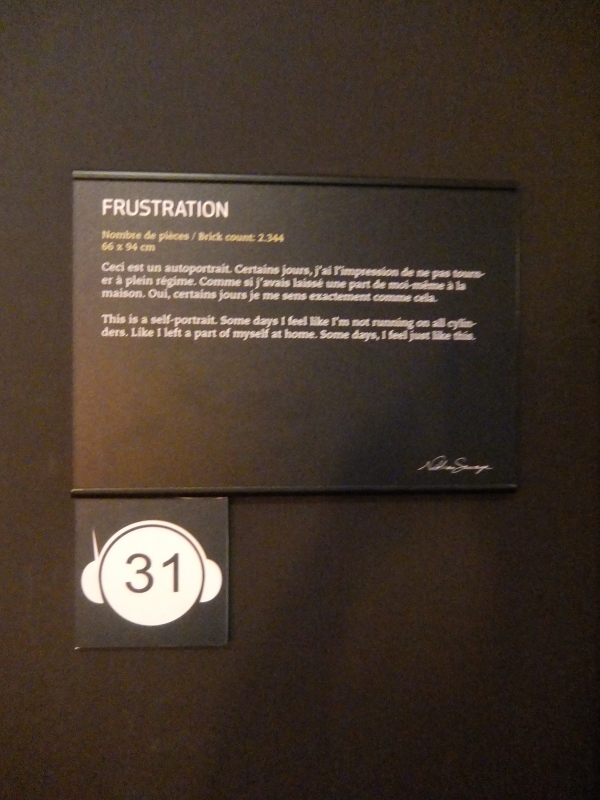 FRUSTRATION
Nombre de pièces / Brick count: 2.344
66 x 94 cm
Ceci est un autoportrait. Certains jours, j'ai l'impression de ne pas tourn-
er à plein régime. Comme si j'avais laissé une part de moi-même à la
maison. Oui, certains jours je me sens exactement comme cela.
This is a self-portrait. Some days I feel like I'm not running on all cylin-
ders. Like I left a part of myself at home. Some days, I feel just like this.
31